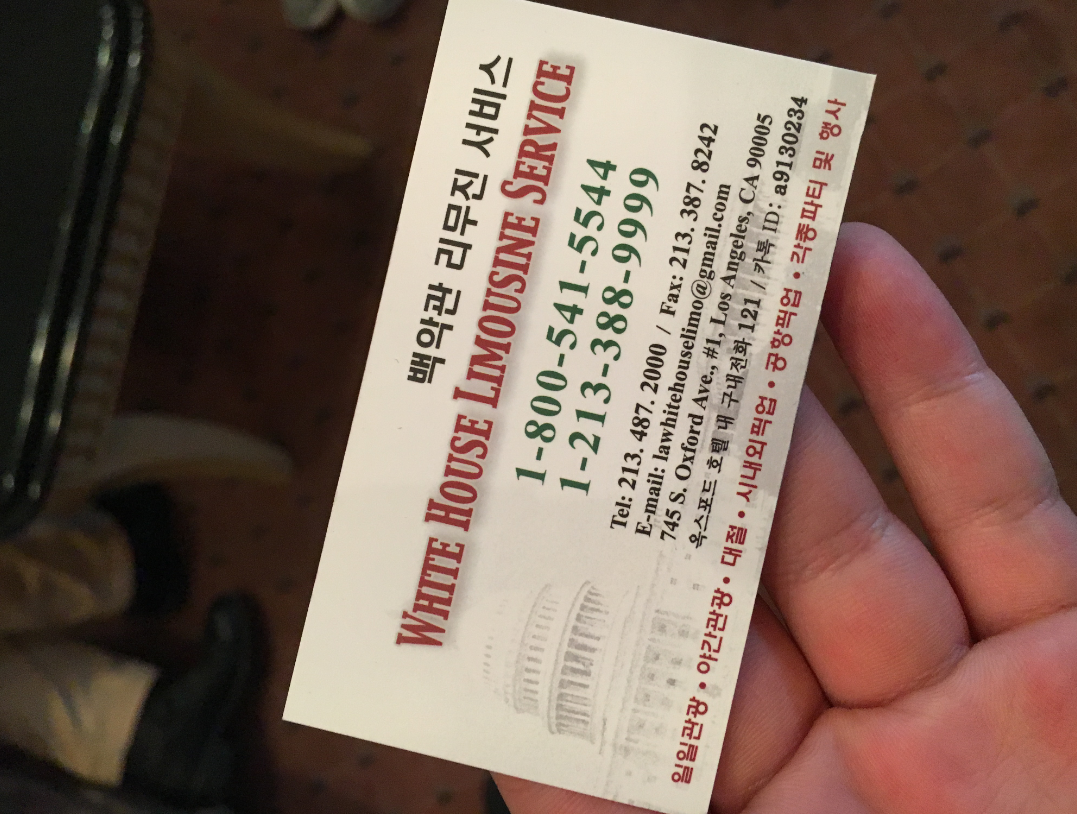 백악관 리무진 서비스
WHITE HOUSE LIMOUSINE SERVICE
1-800-541-5544
1-213-388-9999
Tel: 213. 487. 2000 / Fax: 213. 387. 8242
E-mail: lawhitehouselimo@gmail.com
745 S. Oxford Ave., #1, Los Angeles, CA 90005
옥스포드 호텔 내 구내전화 121 / 카톡 ID: a9130234
일일관광 • 야간관광 • 대절 • 시내외픽업 • 공항픽업 • 각종파티 및 행사